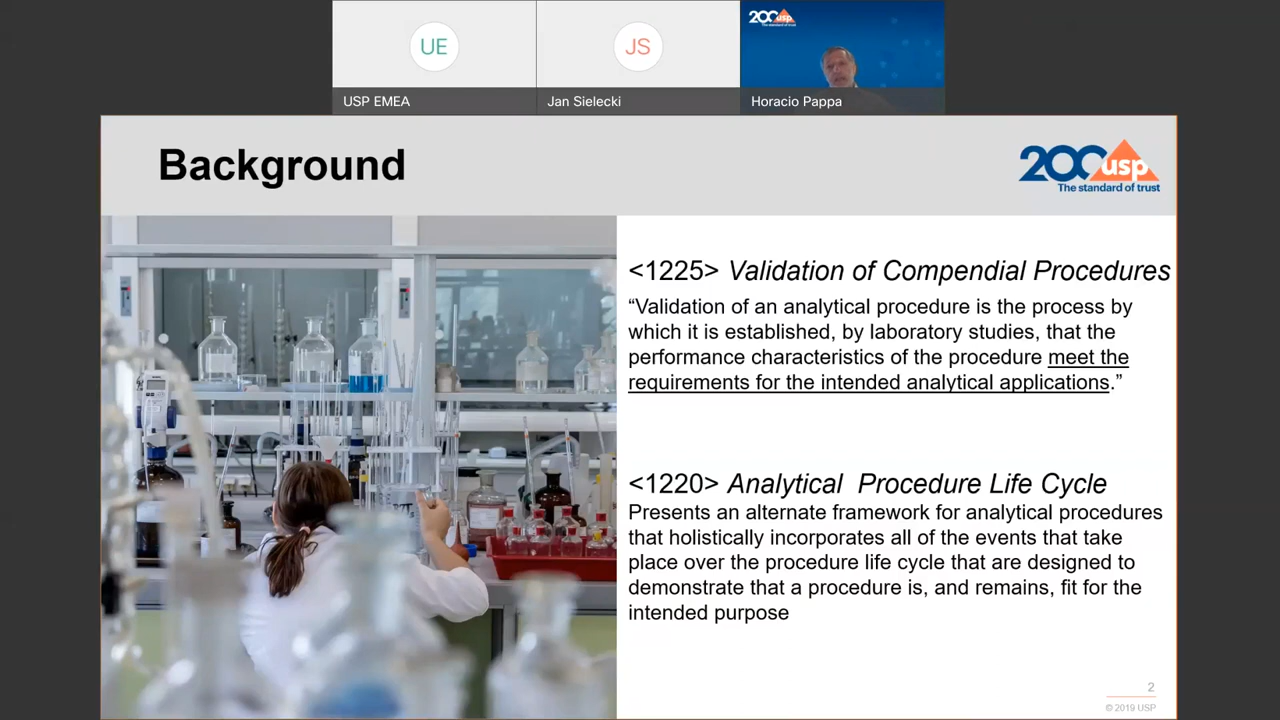 UE
JS
200 usp
USP EMEA
Jan Sielecki
Horacio Pappa
Background
200 usp
The standard of trust
<1225> Validation of Compendial Procedures
“Validation of an analytical procedure is the process by
which it is established, by laboratory studies, that the
performance characteristics of the procedure meet the
requirements for the intended analytical applications.”
<1220> Analytical  Procedure Life Cycle
Presents an alternate framework for analytical procedures
that holistically incorporates all of the events that take
place over the procedure life cycle that are designed to
demonstrate that a procedure is, and remains, fit for the
intended purpose
2
© 2019 USP